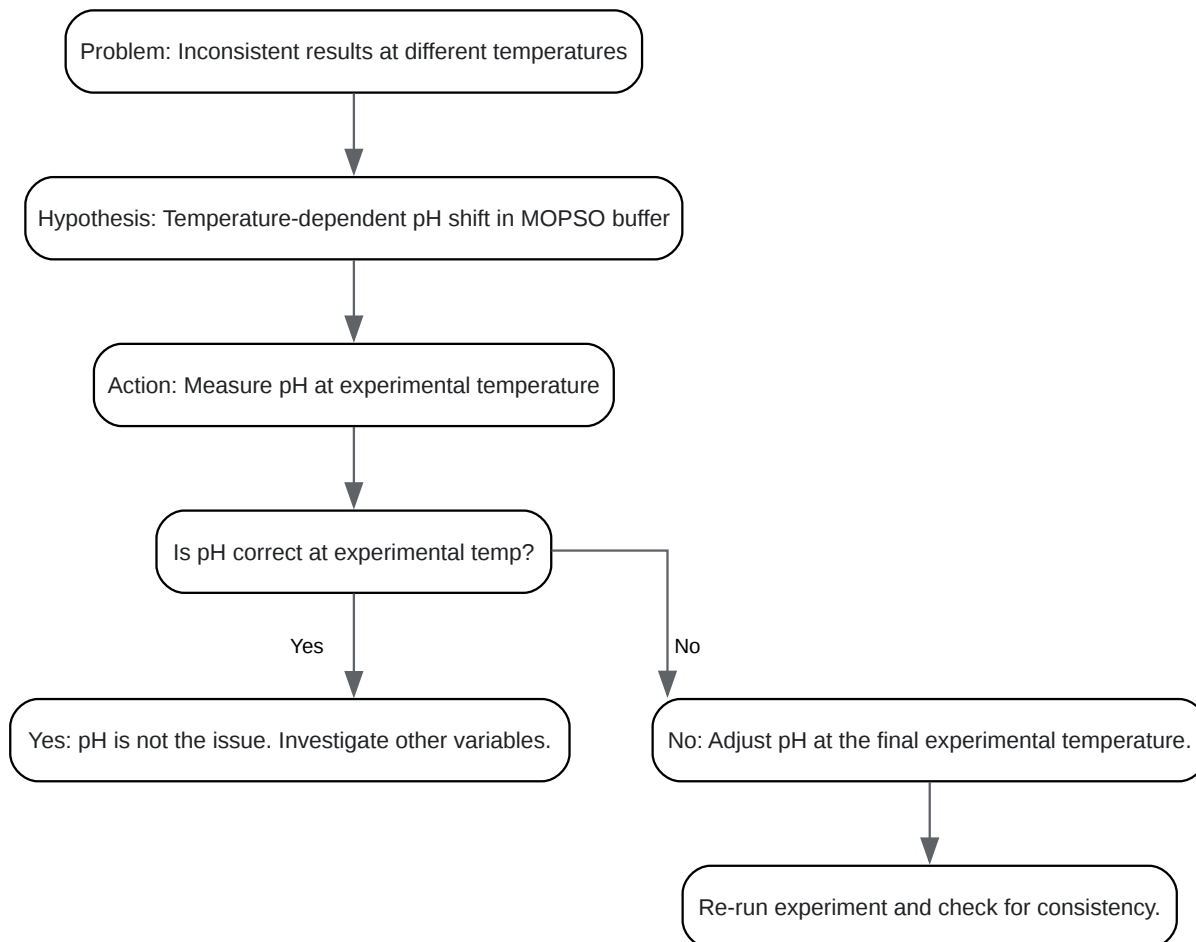 Problem: Inconsistent results at different temperatures
Hypothesis: Temperature-dependent pH shift in MOPSO buffer
Action: Measure pH at experimental temperature
Is pH correct at experimental temp?
Yes
No
Yes: pH is not the issue. Investigate other variables.
No: Adjust pH at the final experimental temperature.
Re-run experiment and check for consistency.